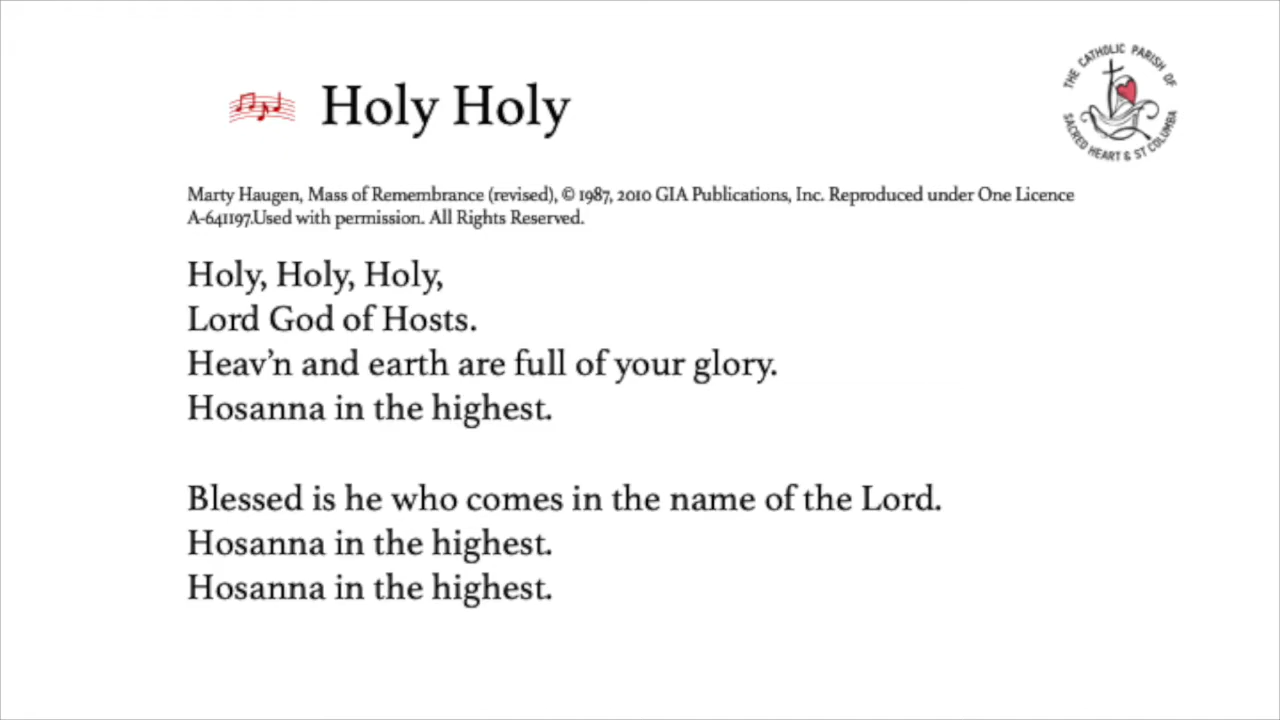 Holy Holy
THE CATHOLIC PARISH OF
SACRED HEART & ST COLUMBA
Marty Haugen, Mass of Remembrance (revised), © 1987, 2010 GIA Publications, Inc. Reproduced under One Licence
A-641197.Used with permission. All Rights Reserved.
Holy, Holy, Holy,
Lord God of Hosts.
Heav’n and earth are full of your glory.
Hosanna in the highest.
Blessed is he who comes in the name of the Lord.
Hosanna in the highest.
Hosanna in the highest.